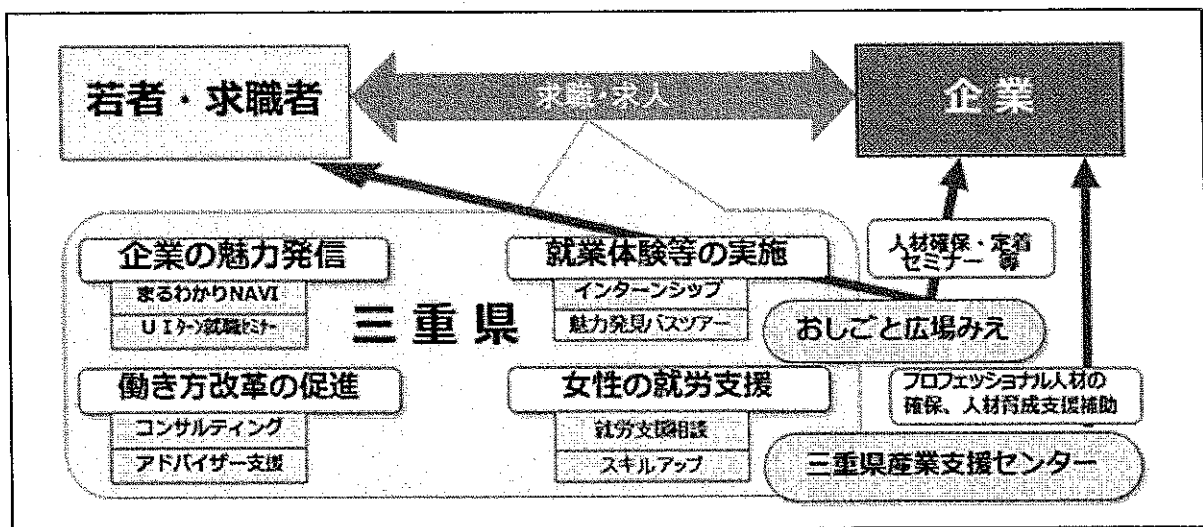 若者・求職者
求職・求人
企業
企業の魅力発信
まるわかりNAVI
UIターン就職セミナー
三重県
就業体験等の実施
インターンシップ
魅力発見バスツアー
人材確保・定着
セミナー 等
おしごと広場みえ
働き方改革の促進
コンサルティング
アドバイザー支援
女性の就労支援
就労支援相談
スキルアップ
プロフェッショナル人材の
確保、人材育成支援補助
三重県産業支援センター